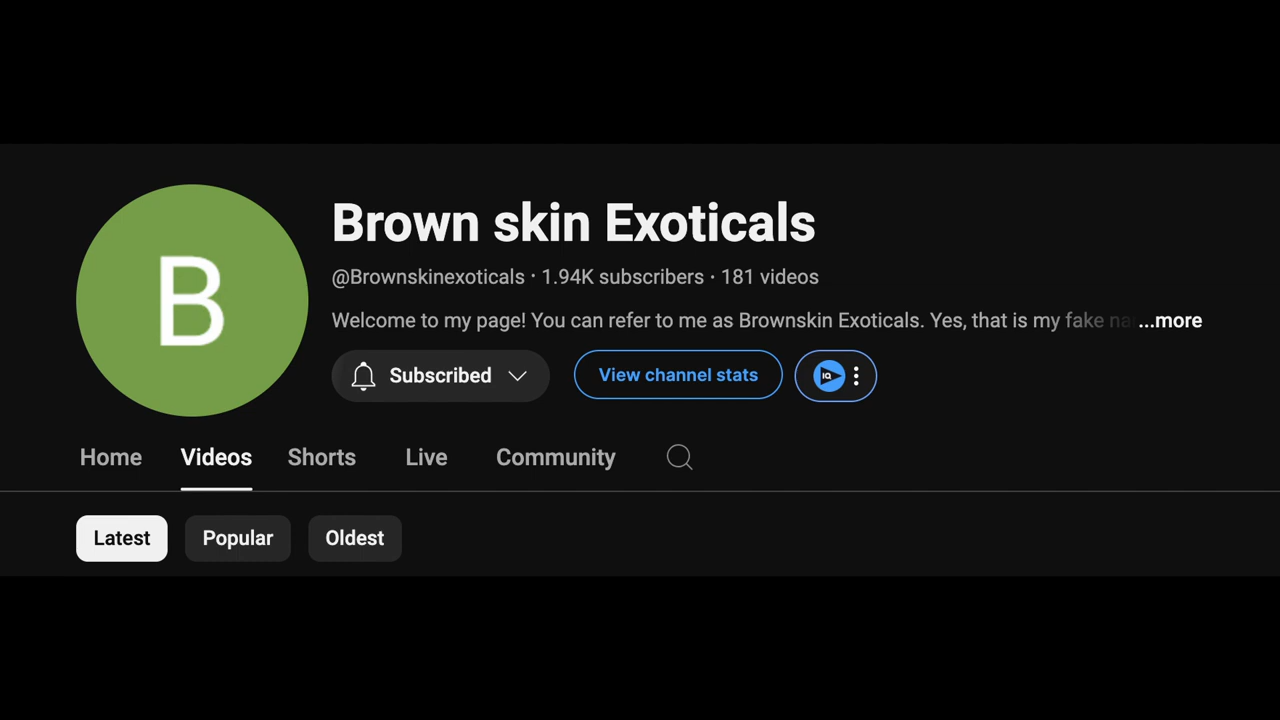 B
Brown skin Exoticals
@Brownskinexoticals · 1.94K subscribers · 181 videos
Welcome to my page! You can refer to me as Brownskin Exoticals. Yes, that is my fake na ...more
Subscribed
View channel stats
IQ
Home Videos Shorts Live Community
Latest Popular Oldest